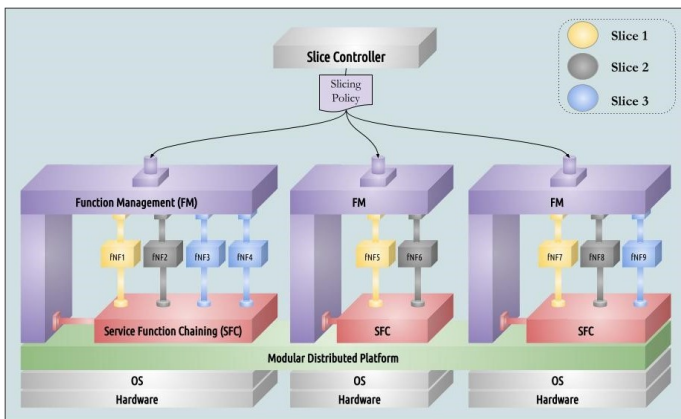 Slice Controller
Slicing
Policy
Slice 1
Slice 2
Slice 3
Function Management (FM)
FM
FM
fNF1
fNF2
fNF3
fNF4
fNF5
fNF6
fNF7
fNF8
fNF9
Service Function Chaining (SFC)
SFC
SFC
Modular Distributed Platform
OS
OS
OS
Hardware
Hardware
Hardware